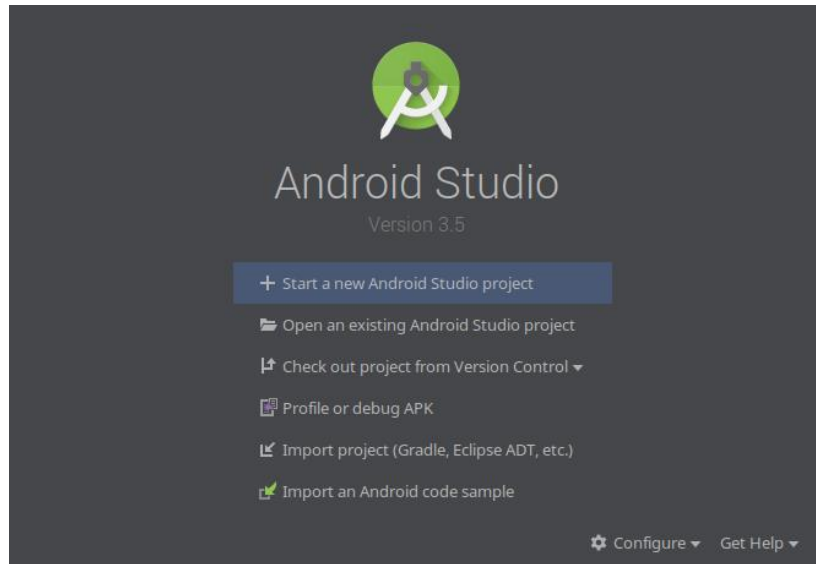 Android Studio
Version 3.5
Start a new Android Studio project
Open an existing Android Studio project
Check out project from Version Control
Profile or debug APK
Import project (Gradle, Eclipse ADT, etc.)
Import an Android code sample
Configure Get Help